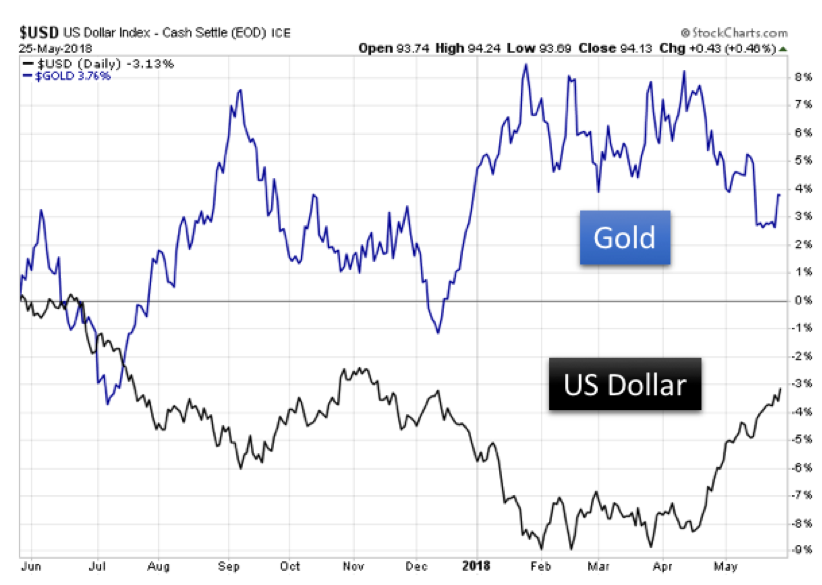 $USD US Dollar Index - Cash Settle (EOD) ICE © StockCharts.com
25-May-2018 Open 93.74 High 94.24 Low 93.69 Close 94.13 Chg +0.43 (+0.46%)
$USD (Daily) -3.13%
$GOLD 3.76%
8%
7%
6%
5%
4%
3%
Gold
2%
1%
0%
-1%
-2%
US Dollar
-3%
-4%
-5%
-6%
-7%
-8%
-9%
Jun Jul Aug Sep Oct Nov Dec 2018 Feb Mar Apr May